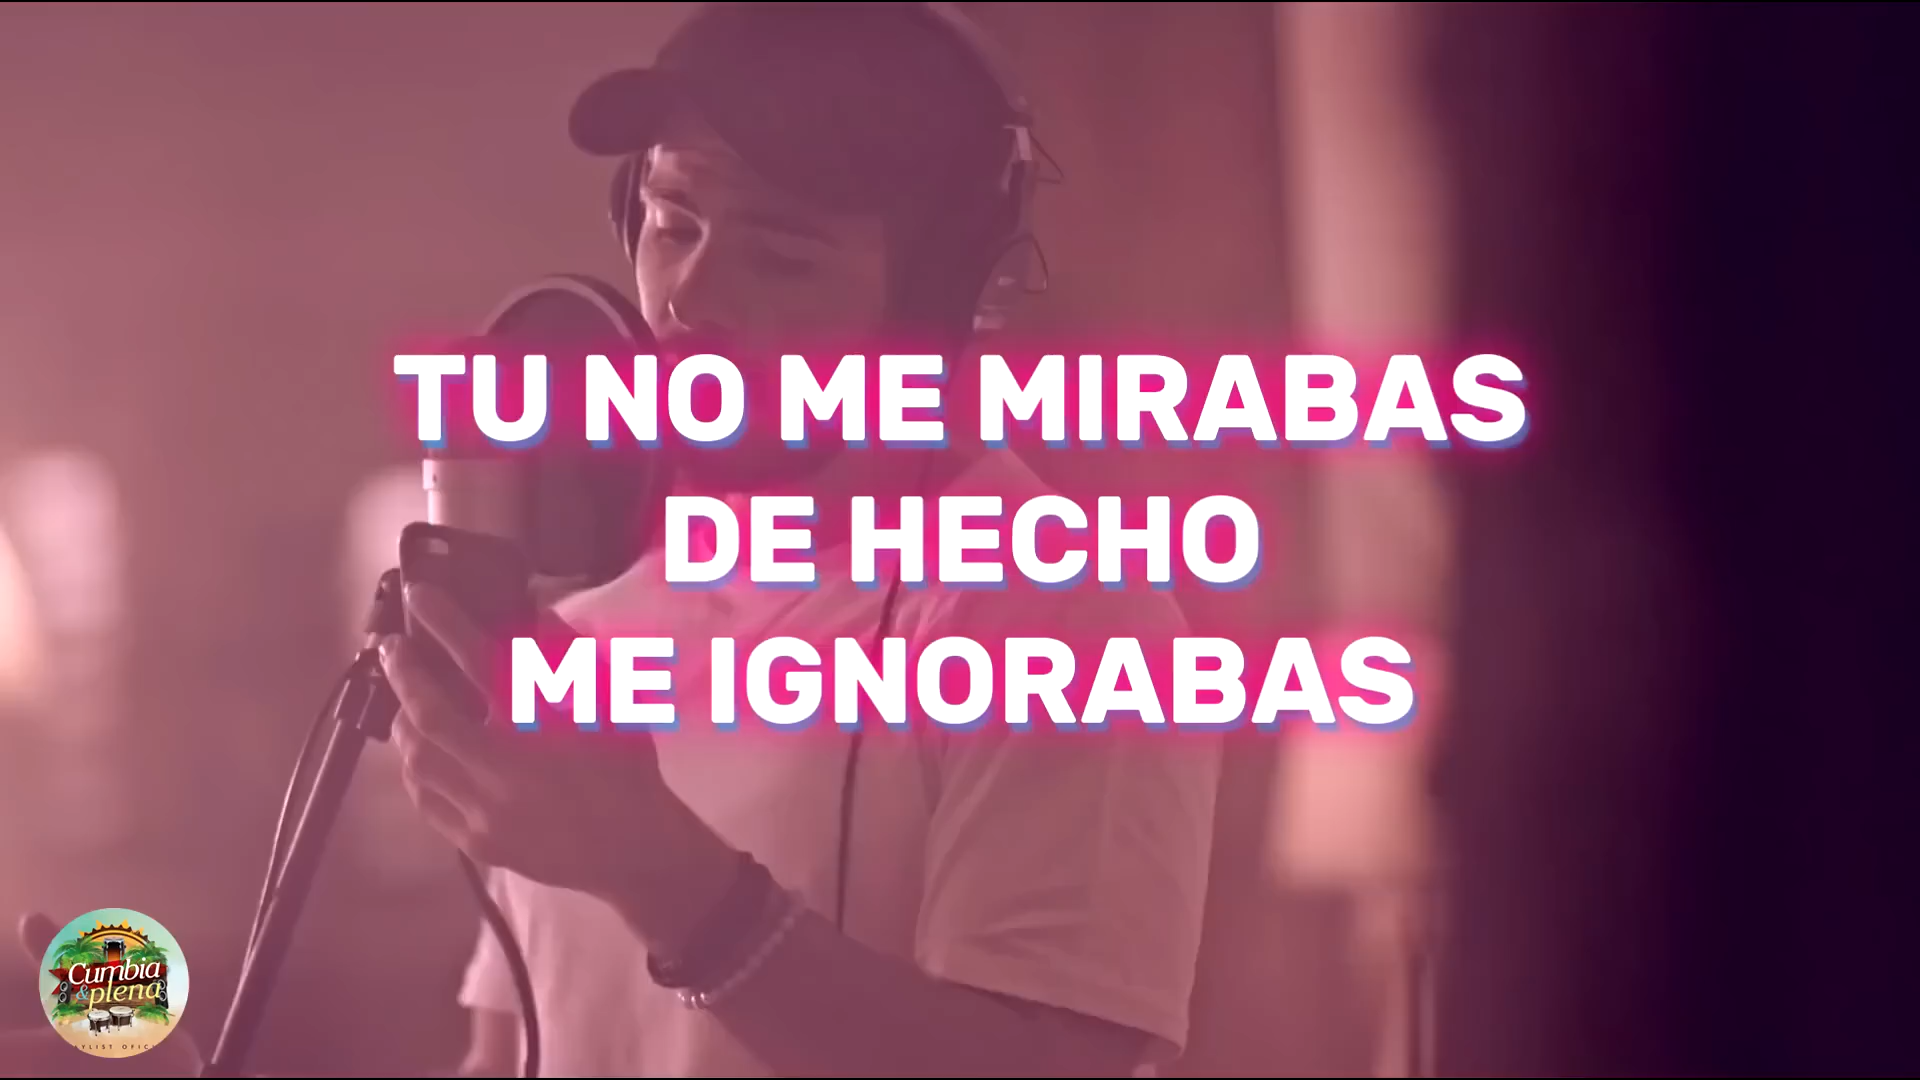 TU NO ME MIRABAS
DE HECHO
ME IGNORABAS
Cumbia
& plena